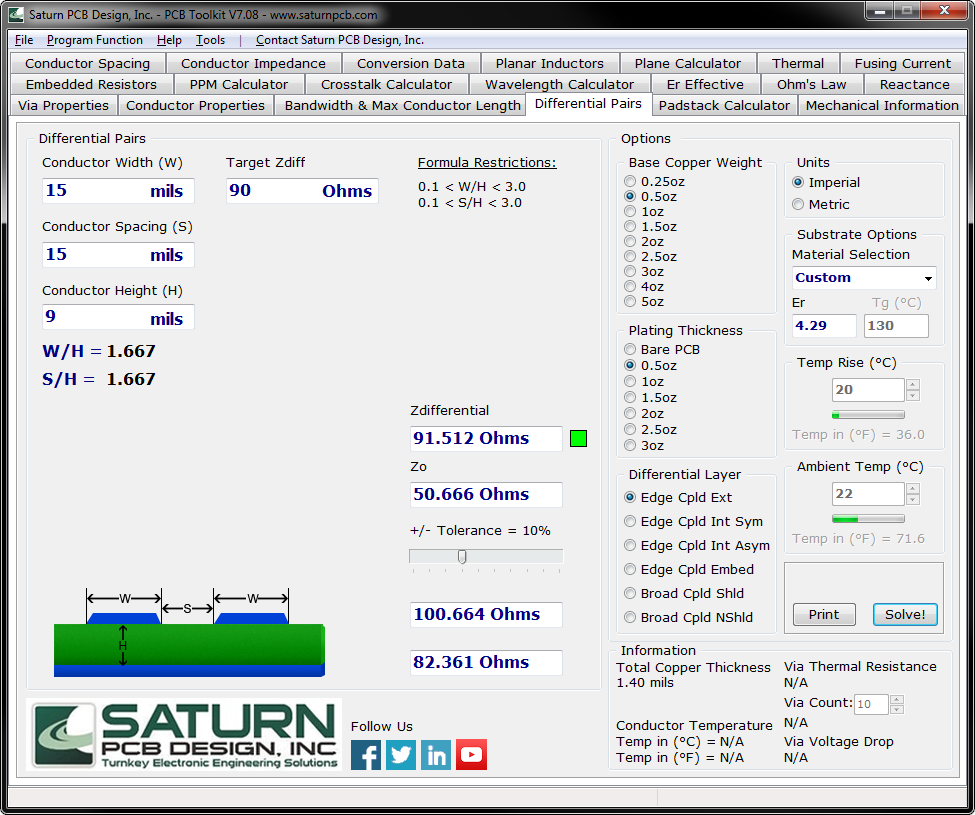 Saturn PCB Design, Inc. - PCB Toolkit V7.08 - www.saturnpcb.com
File Program Function Help Tools | Contact Saturn PCB Design, Inc.
Conductor Spacing Conductor Impedance Conversion Data Planar Inductors Plane Calculator Thermal Fusing Current
Embedded Resistors PPM Calculator Crosstalk Calculator Wavelength Calculator Er Effective Ohm's Law Reactance
Via Properties Conductor Properties Bandwidth & Max Conductor Length Differential Pairs Padstack Calculator Mechanical Information
Differential Pairs
Conductor Width (W)
15 mils
Target Zdiff
90 Ohms
Formula Restrictions:
0.1 < W/H < 3.0
0.1 < S/H < 3.0
Conductor Spacing (S)
15 mils
Conductor Height (H)
9 mils
W/H = 1.667
S/H = 1.667
Zdifferential
91.512 Ohms
Zo
50.666 Ohms
+/- Tolerance = 10%
100.664 Ohms
82.361 Ohms
W
S
W
H
Options
Base Copper Weight
0.25oz
0.5oz
1oz
1.5oz
2oz
2.5oz
3oz
4oz
5oz
Plating Thickness
Bare PCB
0.5oz
1oz
1.5oz
2oz
2.5oz
3oz
Differential Layer
Edge Cpld Ext
Edge Cpld Int Sym
Edge Cpld Int Asym
Edge Cpld Embed
Broad Cpld Shld
Broad Cpld NShld
Units
Imperial
Metric
Substrate Options
Material Selection
Custom
Er Tg (°C)
4.29 130
Temp Rise (°C)
20
Temp in (°F) = 36.0
Ambient Temp (°C)
22
Temp in (°F) = 71.6
Print Solve!
Information
Total Copper Thickness
1.40 mils
Conductor Temperature
Temp in (°C) = N/A
Temp in (°F) = N/A
Via Thermal Resistance
N/A
Via Count: 10
N/A
Via Voltage Drop
N/A
SATURN
PCB DESIGN, INC
Turnkey Electronic Engineering Solutions
Follow Us